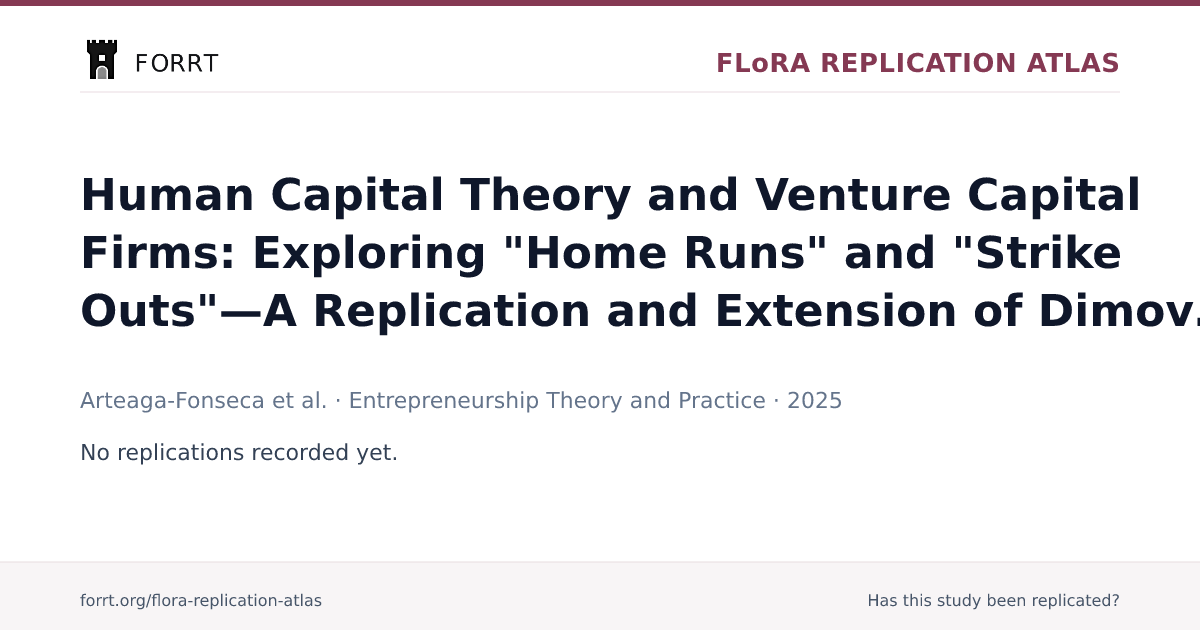 FORRT
FLoRA REPLICATION ATLAS
Human Capital Theory and Venture Capital
Firms: Exploring "Home Runs" and "Strike
Outs"—A Replication and Extension of Dimov.
Arteaga-Fonseca et al. · Entrepreneurship Theory and Practice · 2025
No replications recorded yet.
forrt.org/flora-replication-atlas
Has this study been replicated?